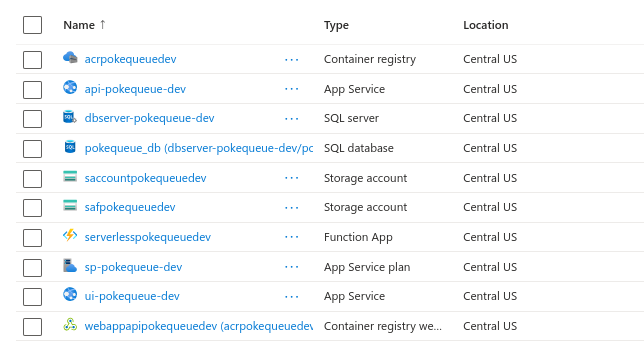 Name ↑ Type Location
acrpokequeuedev ... Container registry Central US
api-pokequeue-dev ... App Service Central US
dbserver-pokequeue-dev ... SQL server Central US
pokequeue_db (dbserver-pokequeue-dev/pc SQL database Central US
saccountpokequeuedev ... Storage account Central US
safpokequeuedev ... Storage account Central US
serverlesspokequeuedev ... Function App Central US
sp-pokequeue-dev ... App Service plan Central US
ui-pokequeue-dev ... App Service Central US
webappapipokequeuedev (acrpokequeuedev Container registry we... Central US